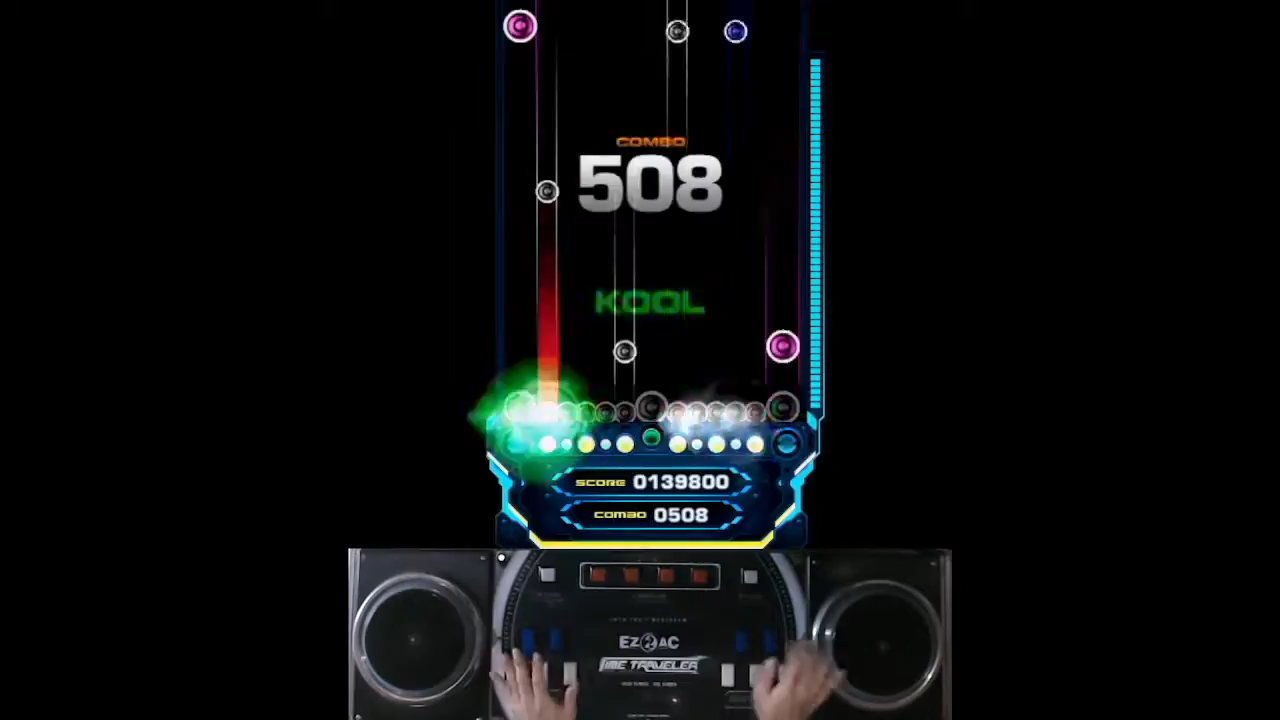 COMBO
508
KOOL
SCORE 0139800
COMBO 0508
EZ2AC
TIME TRAVELER